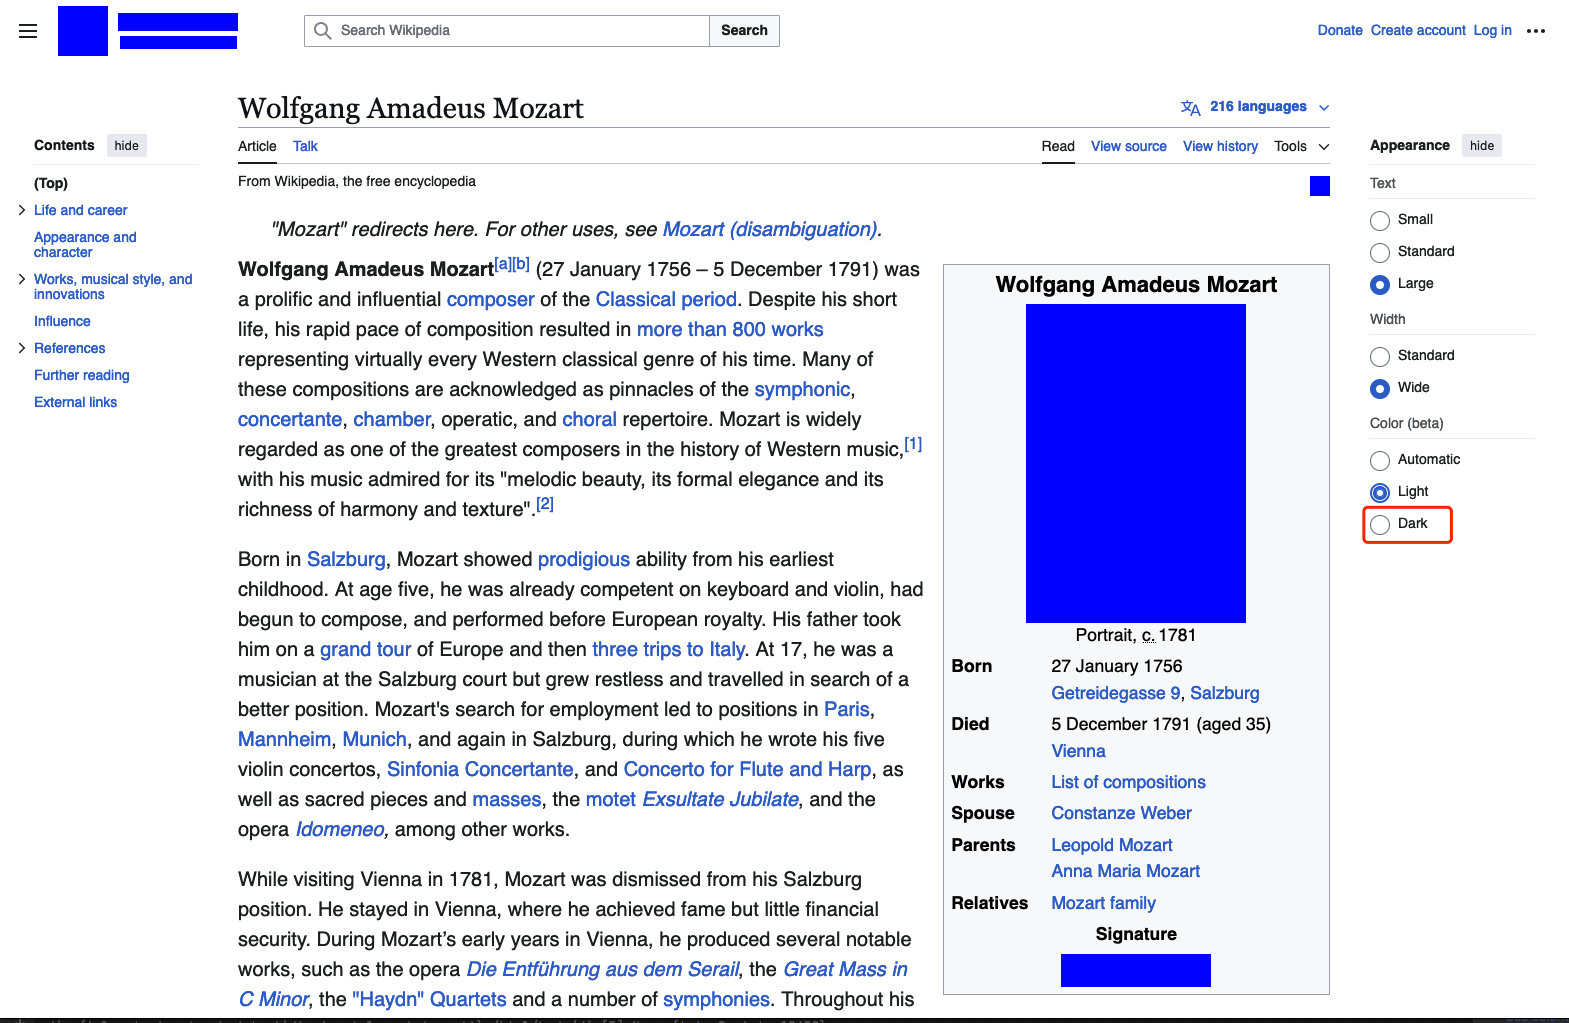 Search Wikipedia
Search
Donate Create account Log in
Wolfgang Amadeus Mozart
216 languages
Contents hide
(Top)
Life and career
Appearance and
character
Works, musical style, and
innovations
Influence
References
Further reading
External links
Article Talk
Read View source View history Tools
From Wikipedia, the free encyclopedia
"Mozart" redirects here. For other uses, see Mozart (disambiguation).
Wolfgang Amadeus Mozart[a][b] (27 January 1756 – 5 December 1791) was
a prolific and influential composer of the Classical period. Despite his short
life, his rapid pace of composition resulted in more than 800 works
representing virtually every Western classical genre of his time. Many of
these compositions are acknowledged as pinnacles of the symphonic,
concertante, chamber, operatic, and choral repertoire. Mozart is widely
regarded as one of the greatest composers in the history of Western music,[1]
with his music admired for its "melodic beauty, its formal elegance and its
richness of harmony and texture".[2]
Born in Salzburg, Mozart showed prodigious ability from his earliest
childhood. At age five, he was already competent on keyboard and violin, had
begun to compose, and performed before European royalty. His father took
him on a grand tour of Europe and then three trips to Italy. At 17, he was a
musician at the Salzburg court but grew restless and travelled in search of a
better position. Mozart's search for employment led to positions in Paris,
Mannheim, Munich, and again in Salzburg, during which he wrote his five
violin concertos, Sinfonia Concertante, and Concerto for Flute and Harp, as
well as sacred pieces and masses, the motet Exsultate Jubilate, and the
opera Idomeneo, among other works.
While visiting Vienna in 1781, Mozart was dismissed from his Salzburg
position. He stayed in Vienna, where he achieved fame but little financial
security. During Mozart’s early years in Vienna, he produced several notable
works, such as the opera Die Entführung aus dem Serail, the Great Mass in
C Minor, the "Haydn" Quartets and a number of symphonies. Throughout his
Wolfgang Amadeus Mozart
Portrait, c. 1781
Born 27 January 1756
Getreidegasse 9, Salzburg
Died 5 December 1791 (aged 35)
Vienna
Works List of compositions
Spouse Constanze Weber
Parents Leopold Mozart
Anna Maria Mozart
Relatives Mozart family
Signature
Appearance hide
Text
Small
Standard
Large
Width
Standard
Wide
Color (beta)
Automatic
Light
Dark